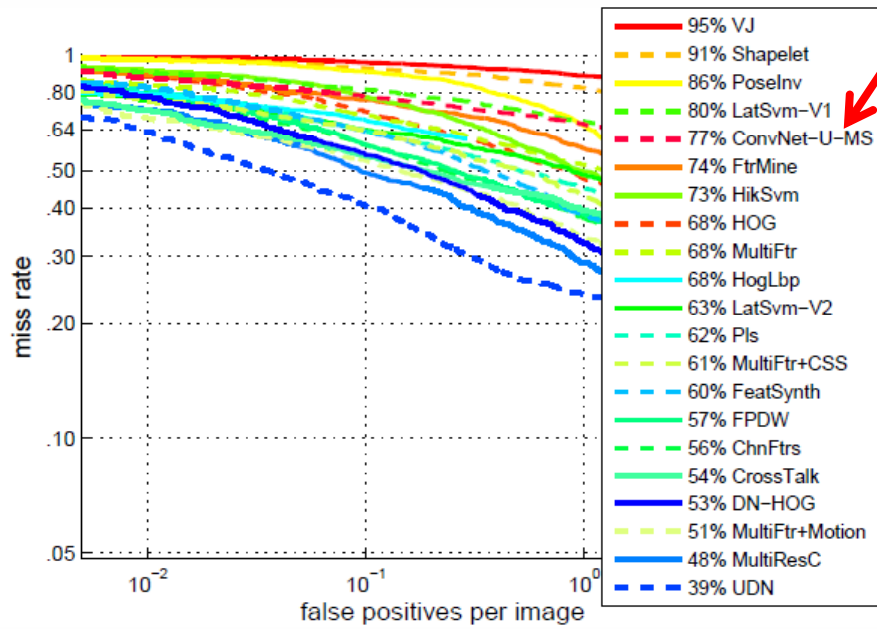 95% VJ
91% Shapelet
86% PoseInv
80% LatSvm-V1
77% ConvNet-U-MS
74% FtrMine
73% HikSvm
68% HOG
68% MultiFtr
68% HogLbp
63% LatSvm-V2
62% Pls
61% MultiFtr+CSS
60% FeatSynth
57% FPDW
56% ChnFtrs
54% CrossTalk
53% DN-HOG
51% MultiFtr+Motion
48% MultiResC
39% UDN
1
.80
.64
.50
.40
.30
.20
.10
.05
miss rate
10⁻² 10⁻¹ 10⁰
false positives per image